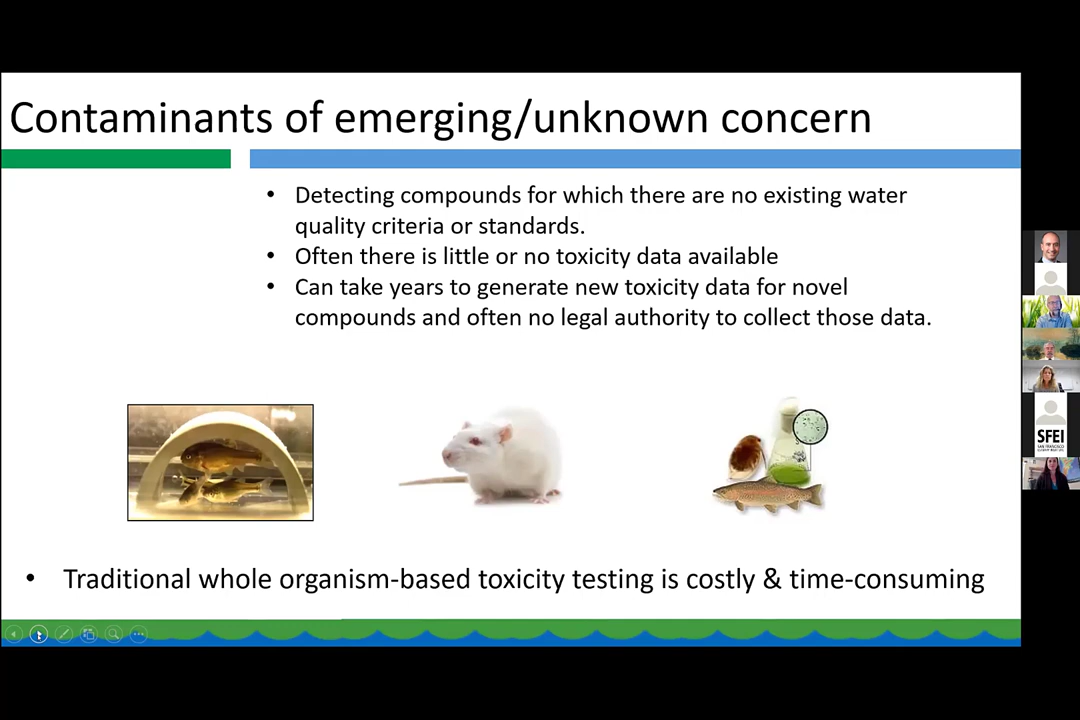 Contaminants of emerging/unknown concern
• Detecting compounds for which there are no existing water
quality criteria or standards.
• Often there is little or no toxicity data available
• Can take years to generate new toxicity data for novel
compounds and often no legal authority to collect those data.
• Traditional whole organism-based toxicity testing is costly & time-consuming
SFEI